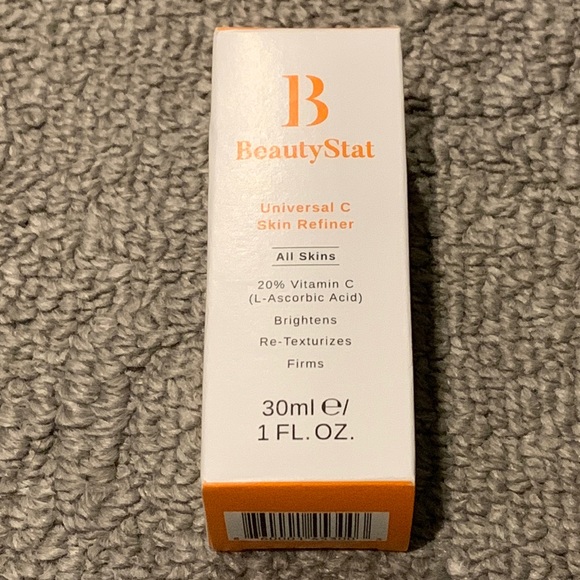 B
BeautyStat
Universal C
Skin Refiner
All Skins
20% Vitamin C
(L-Ascorbic Acid)
Brightens
Re-Texturizes
Firms
30ml ℮/
1 FL. OZ.